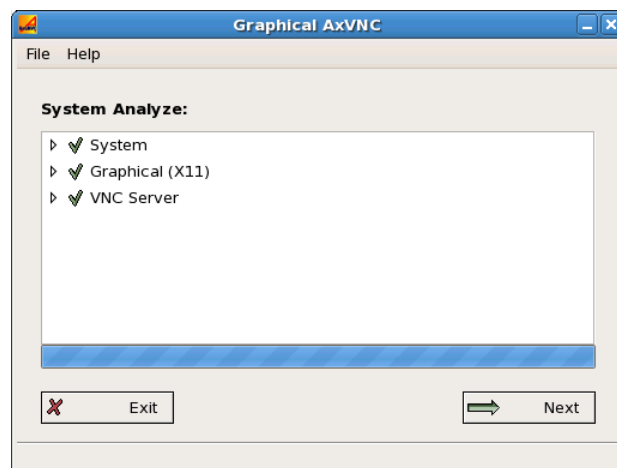 Graphical AxVNC
File Help
System Analyze:
System
Graphical (X11)
VNC Server
Exit
Next